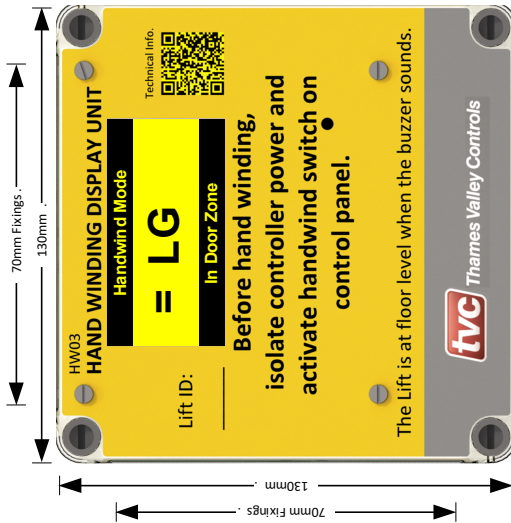 70mm Fixings .
130mm .
HW03
HAND WINDING DISPLAY UNIT
Technical Info.
Handwind Mode
= LG
In Door Zone
Lift ID:
Before hand winding,
isolate controller power and
activate handwind switch on
control panel.
The Lift is at floor level when the buzzer sounds.
tvc Thames Valley Controls
130mm .
70mm Fixings .